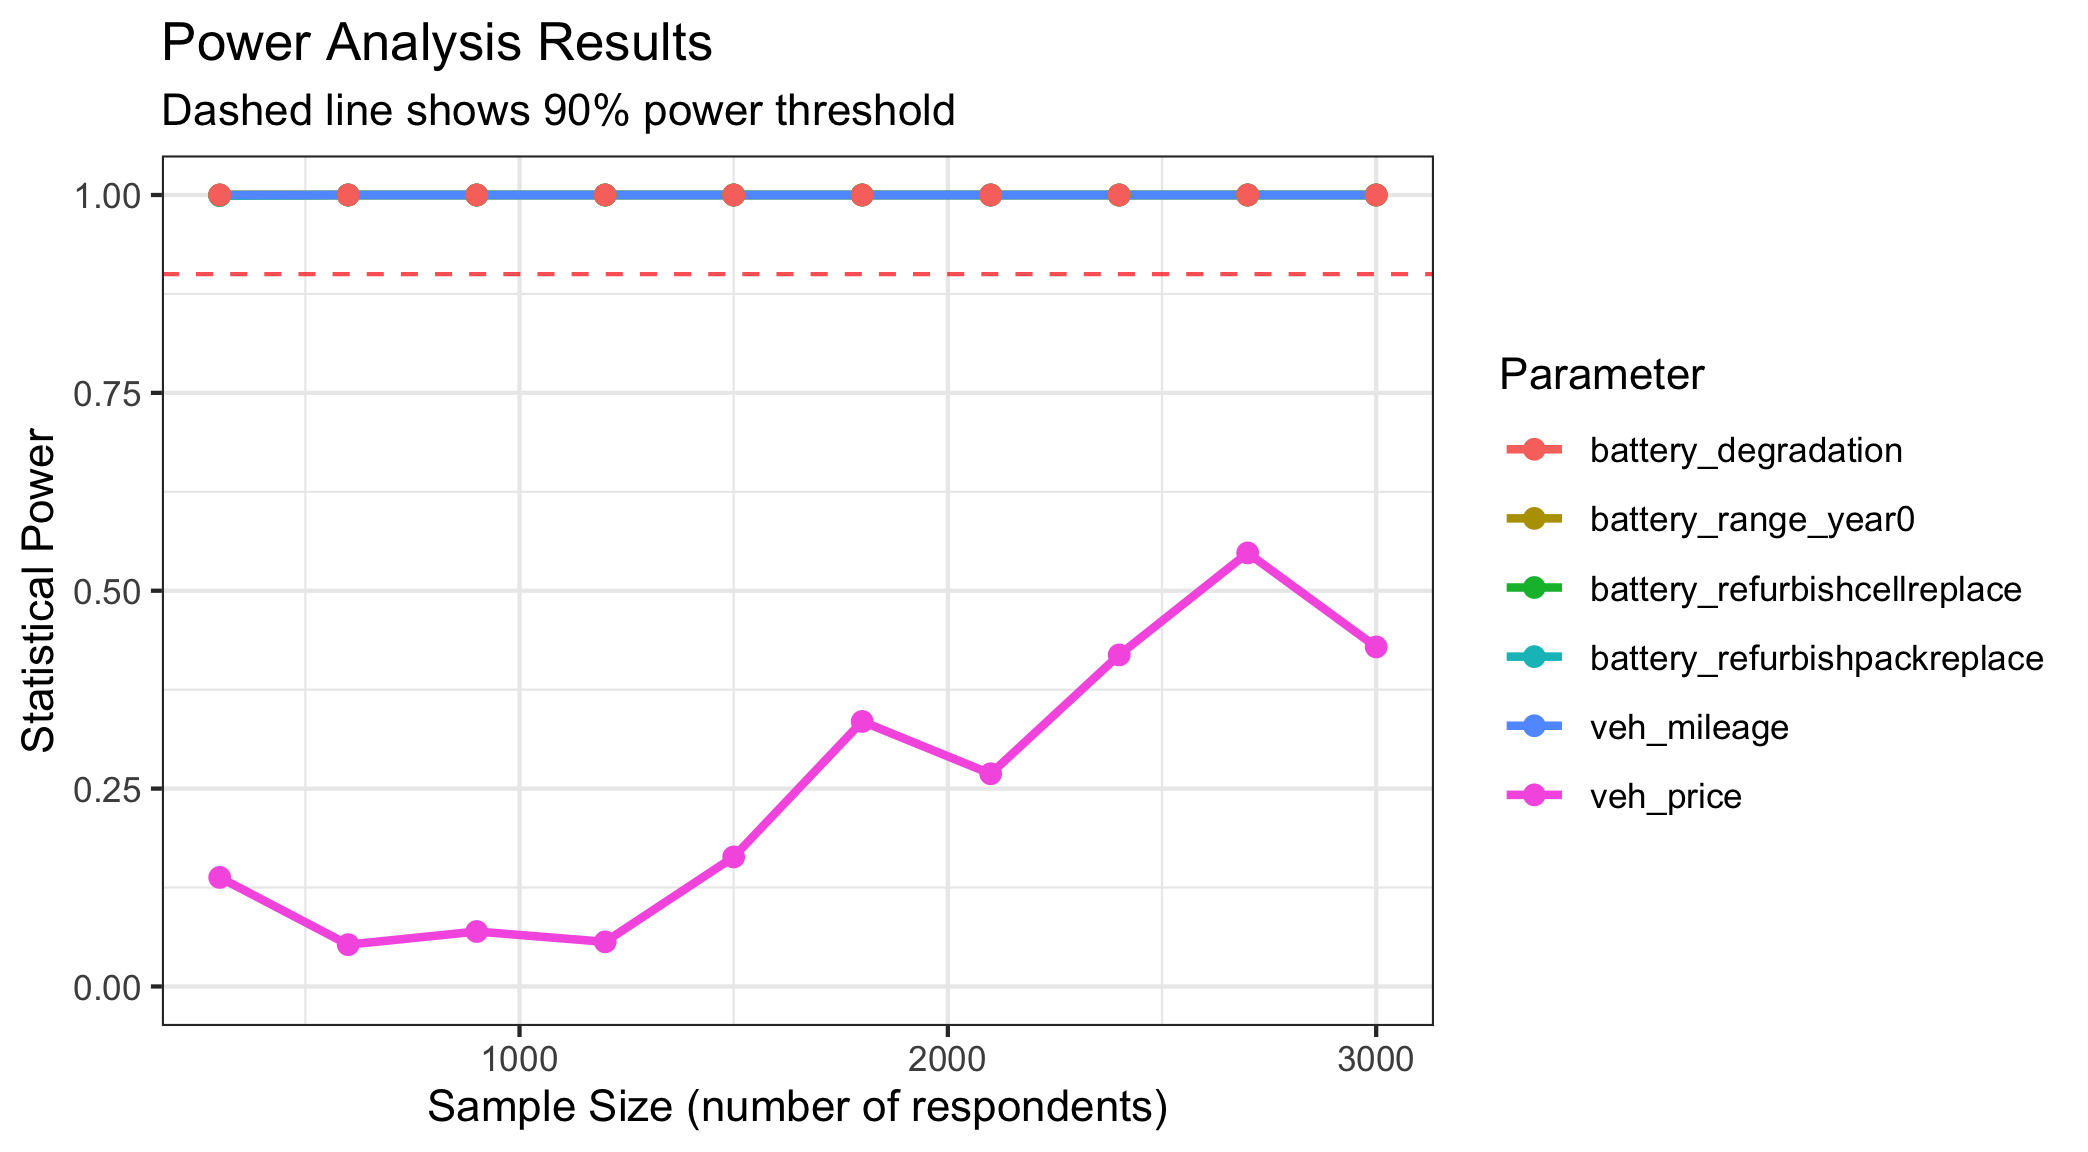 Power Analysis Results
Dashed line shows 90% power threshold
1.00
0.75
0.50
0.25
0.00
Statistical Power
1000
2000
3000
Sample Size (number of respondents)
Parameter
battery_degradation
battery_range_year0
battery_refurbishcellreplace
battery_refurbishpackreplace
veh_mileage
veh_price